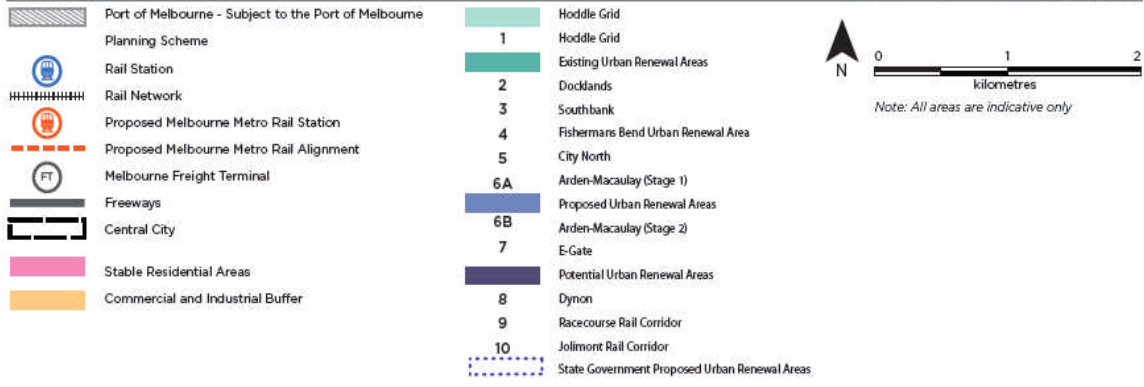 Port of Melbourne - Subject to the Port of Melbourne
Planning Scheme
Rail Station
Rail Network
Proposed Melbourne Metro Rail Station
Proposed Melbourne Metro Rail Alignment
FT Melbourne Freight Terminal
Freeways
Central City
Stable Residential Areas
Commercial and Industrial Buffer
Hoddle Grid
1 Hoddle Grid
Existing Urban Renewal Areas
2 Docklands
3 Southbank
4 Fishermans Bend Urban Renewal Area
5 City North
6A Arden-Macaulay (Stage 1)
Proposed Urban Renewal Areas
6B Arden-Macaulay (Stage 2)
7 E-Gate
Potential Urban Renewal Areas
8 Dynon
9 Racecourse Rail Corridor
10 Jolimont Rail Corridor
State Government Proposed Urban Renewal Areas
N
0 1 2
kilometres
Note: All areas are indicative only